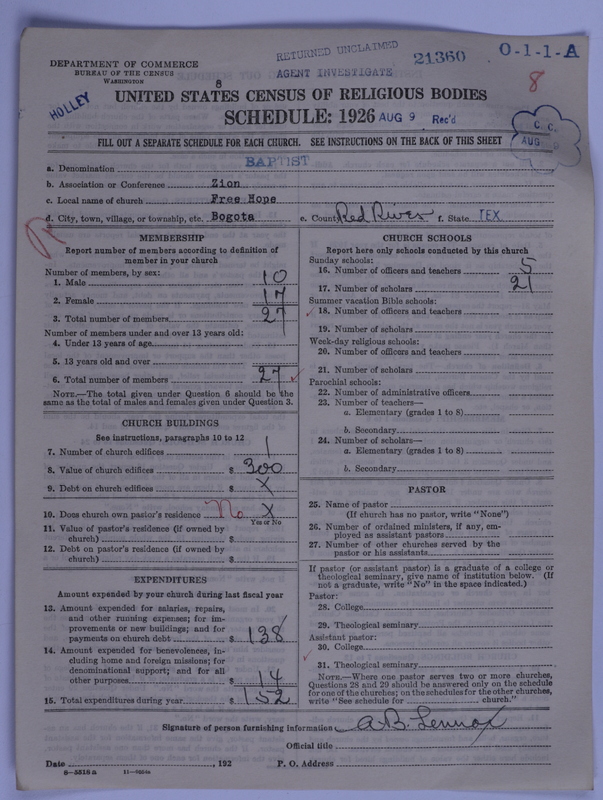 DEPARTMENT OF COMMERCE
BUREAU OF THE CENSUS
WASHINGTON
RETURNED UNCLAIMED
AGENT INVESTIGATE
21360
O-1-1-A
8
8
HOLLEY
UNITED STATES CENSUS OF RELIGIOUS BODIES
SCHEDULE: 1926
AUG 9 Rec'd
C. C.
AUG
FILL OUT A SEPARATE SCHEDULE FOR EACH CHURCH. SEE INSTRUCTIONS ON THE BACK OF THIS SHEET
a. Denomination BAPTIST
b. Association or Conference Zion
c. Local name of church Free Hope
d. City, town, village, or township, etc. Bogota e. County Red River f. State TEX.
R
MEMBERSHIP
Report number of members according to definition of
member in your church
Number of members, by sex:
1. Male 10
2. Female 17
3. Total number of members 27
Number of members under and over 13 years old:
4. Under 13 years of age
5. 13 years old and over
6. Total number of members 27
NOTE.—The total given under Question 6 should be the
same as the total of males and females given under Question 3.
CHURCH BUILDINGS
See instructions, paragraphs 10 to 12
7. Number of church edifices 1
8. Value of church edifices $ 300
9. Debt on church edifices $ X
10. Does church own pastor's residence No X
Yes or No
11. Value of pastor's residence (if owned by
church) $
12. Debt on pastor's residence (if owned by
church) $
EXPENDITURES
Amount expended by your church during last fiscal year
13. Amount expended for salaries, repairs,
and other running expenses; for im-
provements or new buildings; and for
payments on church debt $ 138
14. Amount expended for benevolences, in-
cluding home and foreign missions; for
denominational support; and for all
other purposes $ 14
15. Total expenditures during year $ 152
CHURCH SCHOOLS
Report here only schools conducted by this church
Sunday schools:
16. Number of officers and teachers 5
17. Number of scholars 21
Summer vacation Bible schools:
18. Number of officers and teachers
19. Number of scholars
Week-day religious schools:
20. Number of officers and teachers
21. Number of scholars
Parochial schools:
22. Number of administrative officers
23. Number of teachers—
a. Elementary (grades 1 to 8)
b. Secondary
24. Number of scholars—
a. Elementary (grades 1 to 8)
b. Secondary
PASTOR
25. Name of pastor
(If church has no pastor, write "None")
26. Number of ordained ministers, if any, em-
ployed as assistant pastors
27. Number of other churches served by the
pastor or his assistants
If pastor (or assistant pastor) is a graduate of a college or
theological seminary, give name of institution below. (If
not a graduate, write "No" in the space indicated.)
Pastor:
28. College
29. Theological seminary
Assistant pastor:
30. College
31. Theological seminary
NOTE.—Where one pastor serves two or more churches,
Questions 28 and 29 should be answered only on the schedule
for one of the churches; on the schedules for the other churches,
write "See schedule for church."
Signature of person furnishing information A.B. Lennox
Official title
Date , 192 P. O. Address
8-5518a